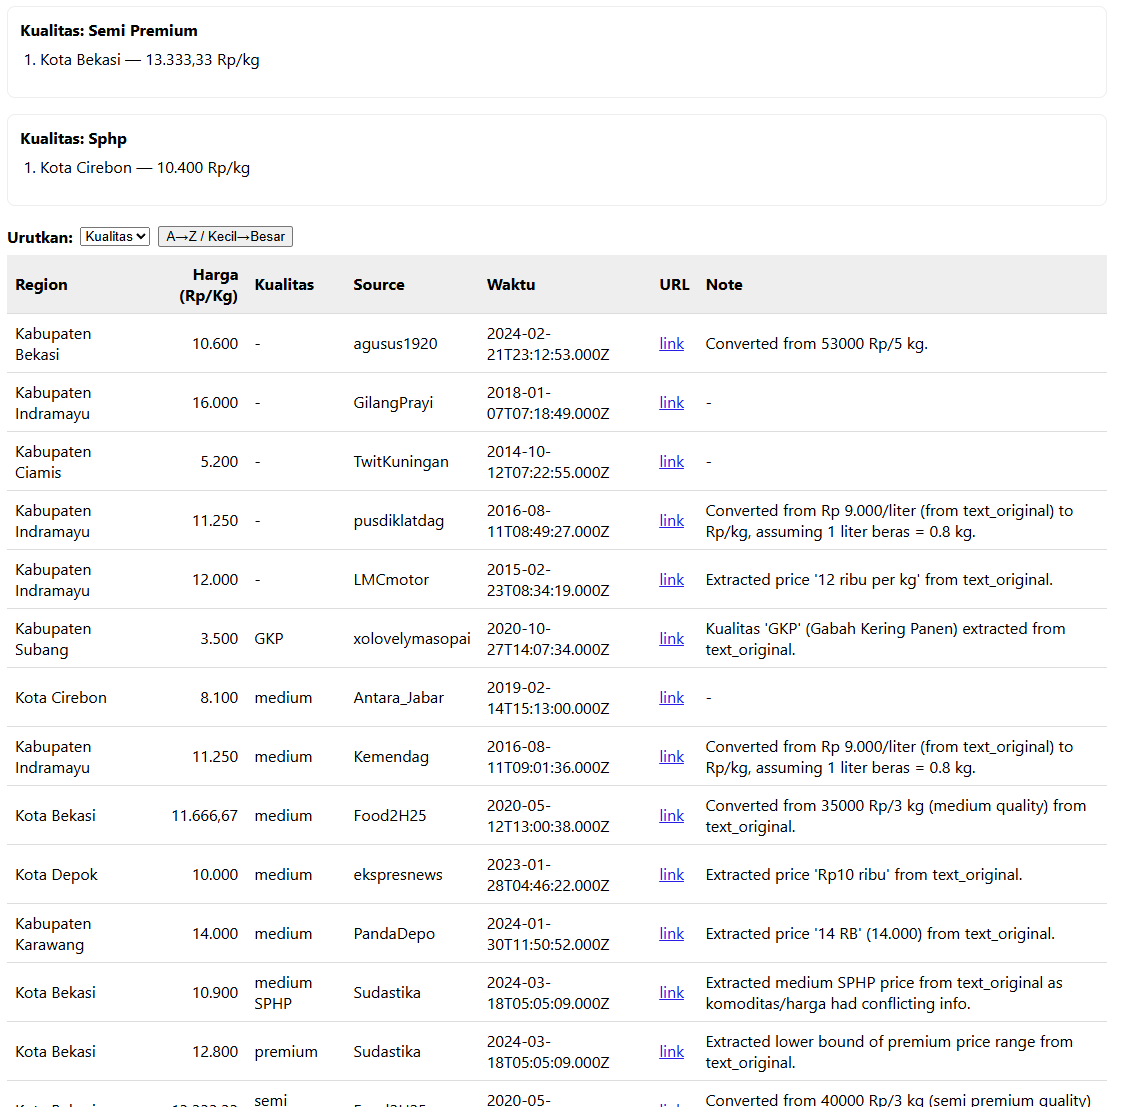 Kualitas: Semi Premium
1. Kota Bekasi — 13.333,33 Rp/kg
Kualitas: Sphp
1. Kota Cirebon — 10.400 Rp/kg
Urutkan: Kualitas A→Z / Kecil→Besar
Region Harga (Rp/Kg) Kualitas Source Waktu URL Note
Kabupaten Bekasi 10.600 - agusus1920 2024-02-21T23:12:53.000Z link Converted from 53000 Rp/5 kg.
Kabupaten Indramayu 16.000 - GilangPrayi 2018-01-07T07:18:49.000Z link -
Kabupaten Ciamis 5.200 - TwitKuningan 2014-10-12T07:22:55.000Z link -
Kabupaten Indramayu 11.250 - pusdiklatdag 2016-08-11T08:49:27.000Z link Converted from Rp 9.000/liter (from text_original) to Rp/kg, assuming 1 liter beras = 0.8 kg.
Kabupaten Indramayu 12.000 - LMCmotor 2015-02-23T08:34:19.000Z link Extracted price '12 ribu per kg' from text_original.
Kabupaten Subang 3.500 GKP xolovelymasopai 2020-10-27T14:07:34.000Z link Kualitas 'GKP' (Gabah Kering Panen) extracted from text_original.
Kota Cirebon 8.100 medium Antara_Jabar 2019-02-14T15:13:00.000Z link -
Kabupaten Indramayu 11.250 medium Kemendag 2016-08-11T09:01:36.000Z link Converted from Rp 9.000/liter (from text_original) to Rp/kg, assuming 1 liter beras = 0.8 kg.
Kota Bekasi 11.666,67 medium Food2H25 2020-05-12T13:00:38.000Z link Converted from 35000 Rp/3 kg (medium quality) from text_original.
Kota Depok 10.000 medium ekspresnews 2023-01-28T04:46:22.000Z link Extracted price 'Rp10 ribu' from text_original.
Kabupaten Karawang 14.000 medium PandaDepo 2024-01-30T11:50:52.000Z link Extracted price '14 RB' (14.000) from text_original.
Kota Bekasi 10.900 medium SPHP Sudastika 2024-03-18T05:05:09.000Z link Extracted medium SPHP price from text_original as komoditas/harga had conflicting info.
Kota Bekasi 12.800 premium Sudastika 2024-03-18T05:05:09.000Z link Extracted lower bound of premium price range from text_original.
semi 2020-05- Converted from 40000 Rp/3 kg (semi premium quality)